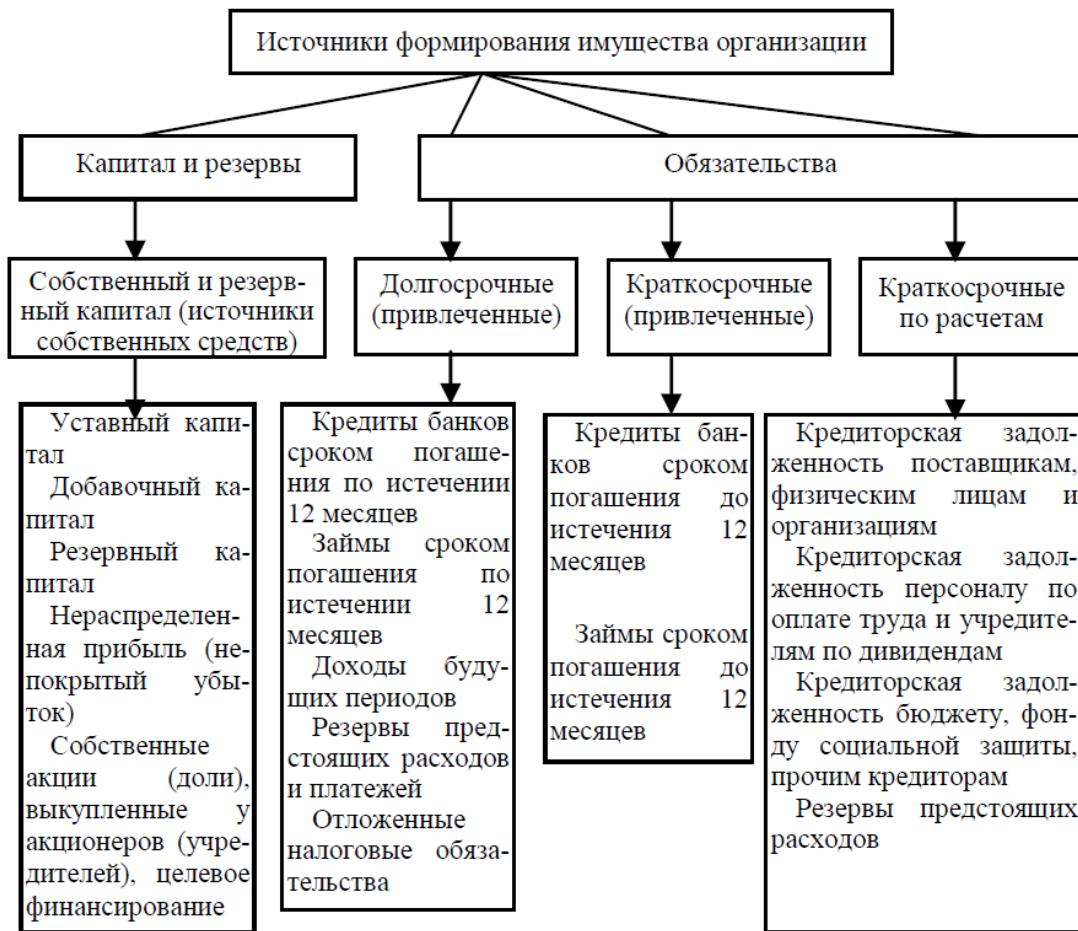 Источники формирования имущества организации
Капитал и резервы
Обязательства
Собственный и резерв-
ный капитал (источники
собственных средств)
Долгосрочные
(привлеченные)
Краткосрочные
(привлеченные)
Краткосрочные
по расчетам
Уставный капи-
тал
Добавочный ка-
питал
Резервный ка-
питал
Нераспределен-
ная прибыль (не-
покрытый убы-
ток)
Собственные
акции (доли),
выкупленные у
акционеров (учре-
дителей), целевое
финансирование
Кредиты банков
сроком погаше-
ния по истечении
12 месяцев
Займы сроком
погашения по
истечении 12
месяцев
Доходы буду-
щих периодов
Резервы пред-
стоящих расходов
и платежей
Отложенные
налоговые обяза-
тельства
Кредиты бан-
ков сроком
погашения до
истечения 12
месяцев
Займы сроком
погашения до
истечения 12
месяцев
Кредиторская задол-
женность поставщикам,
физическим лицам и
организациям
Кредиторская задол-
женность персоналу по
оплате труда и учредите-
лям по дивидендам
Кредиторская задол-
женность бюджету, фон-
ду социальной защиты,
прочим кредиторам
Резервы предстоящих
расходов